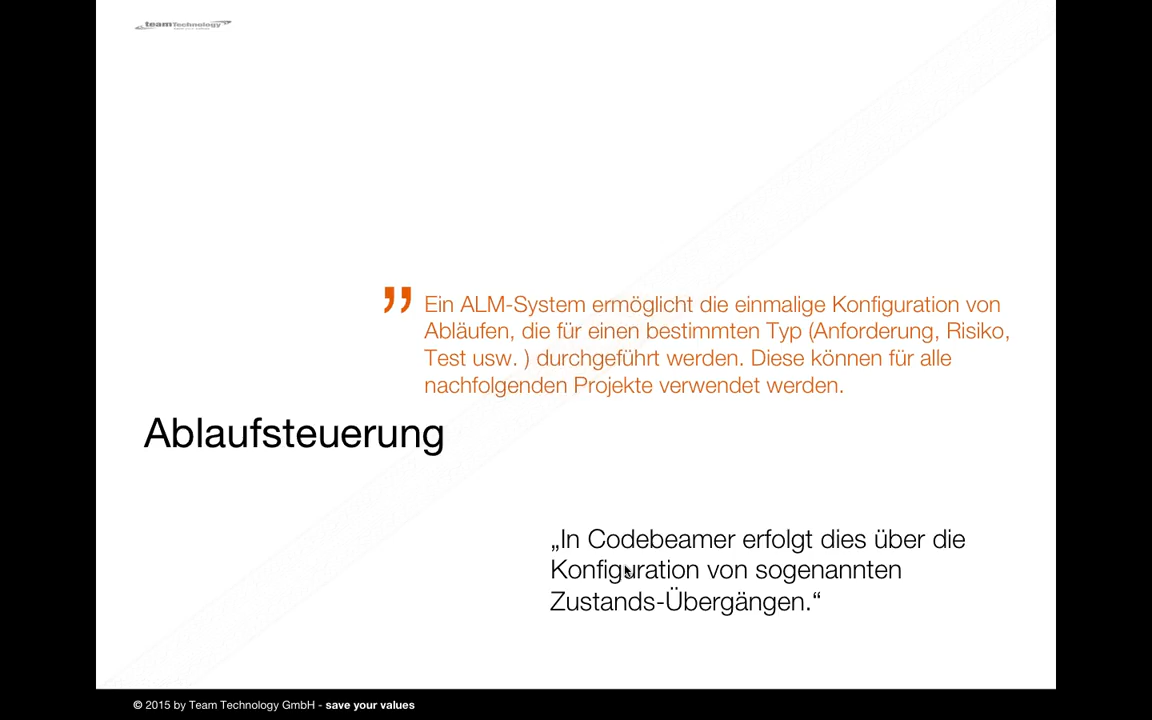 teamTechnology
” Ein ALM-System ermöglicht die einmalige Konfiguration von
Abläufen, die für einen bestimmten Typ (Anforderung, Risiko,
Test usw. ) durchgeführt werden. Diese können für alle
nachfolgenden Projekte verwendet werden.
Ablaufsteuerung
„In Codebeamer erfolgt dies über die
Konfiguration von sogenannten
Zustands-Übergängen.“
© 2015 by Team Technology GmbH - save your values